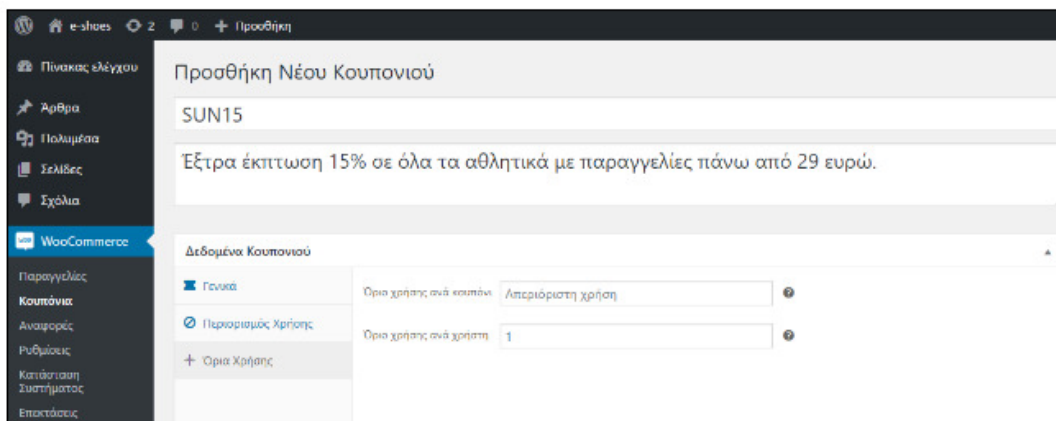 e-shoes 2 0 + Προσθήκη
Πίνακας ελέγχου
Άρθρα
Πολυμέσα
Σελίδες
Σχόλια
WooCommerce
Παραγγελίες
Κουπόνια
Αναφορές
Ρυθμίσεις
Κατάσταση
Συστήματος
Επεκτάσεις
Προσθήκη Νέου Κουπονιού
SUN15
Έξτρα έκπτωση 15% σε όλα τα αθλητικά με παραγγελίες πάνω από 29 ευρώ.
Δεδομένα Κουπονιού
Γενικά
Περιορισμός Χρήσης
+ Όρια Χρήσης
Όριο χρήσης ανά κουπόνι Απεριόριστη χρήση
Όριο χρήσης ανά χρήστη 1